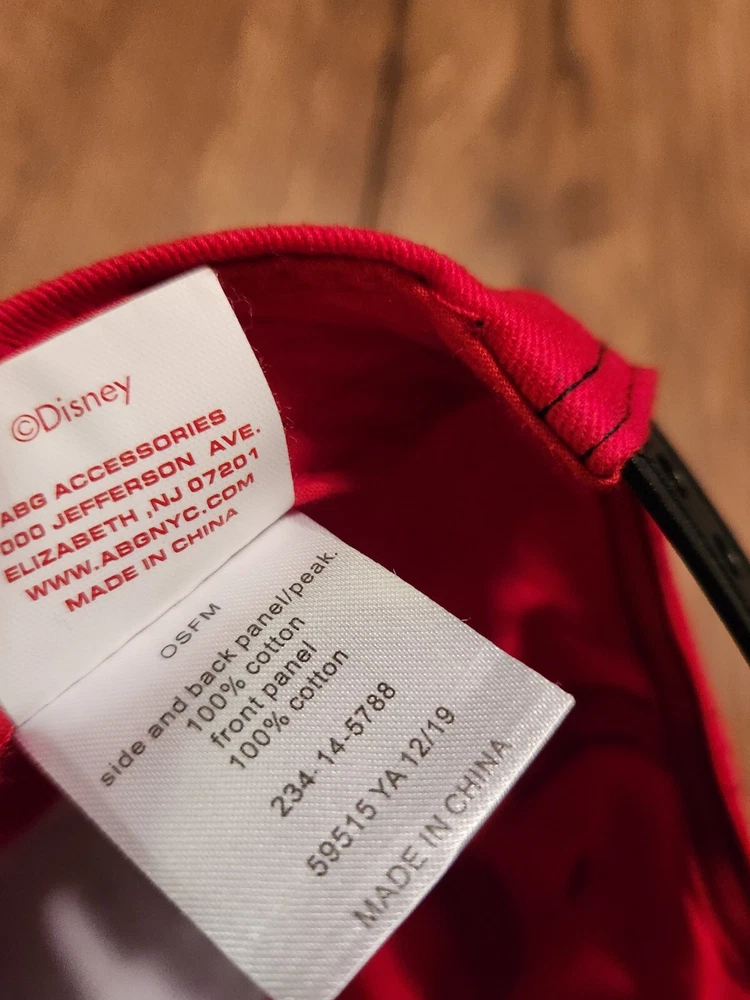 ©Disney
ABG ACCESSORIES
000 JEFFERSON AVE.
ELIZABETH ,NJ 07201
WWW.ABGNYC.COM
MADE IN CHINA
OSFM
side and back panel/peak.
100% cotton
front panel
100% cotton
234-14-5788
59515 YA 12/19
MADE IN CHINA